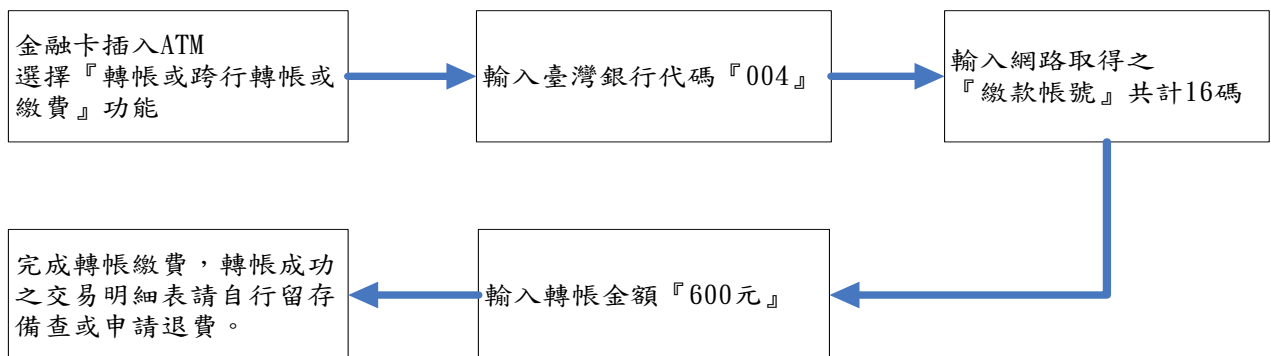 金融卡插入ATM
選擇『轉帳或跨行轉帳或
繳費』功能
輸入臺灣銀行代碼『004』
輸入網路取得之
『繳款帳號』共計16碼
輸入轉帳金額『600元』
完成轉帳繳費，轉帳成功
之交易明細表請自行留存
備查或申請退費。